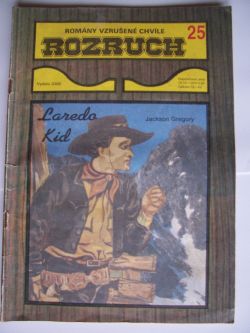 ROMÁNY VZRUŠENÉ CHVÍLE
ROZRUCH
25
Laredo
Kid
Jackson Gregory